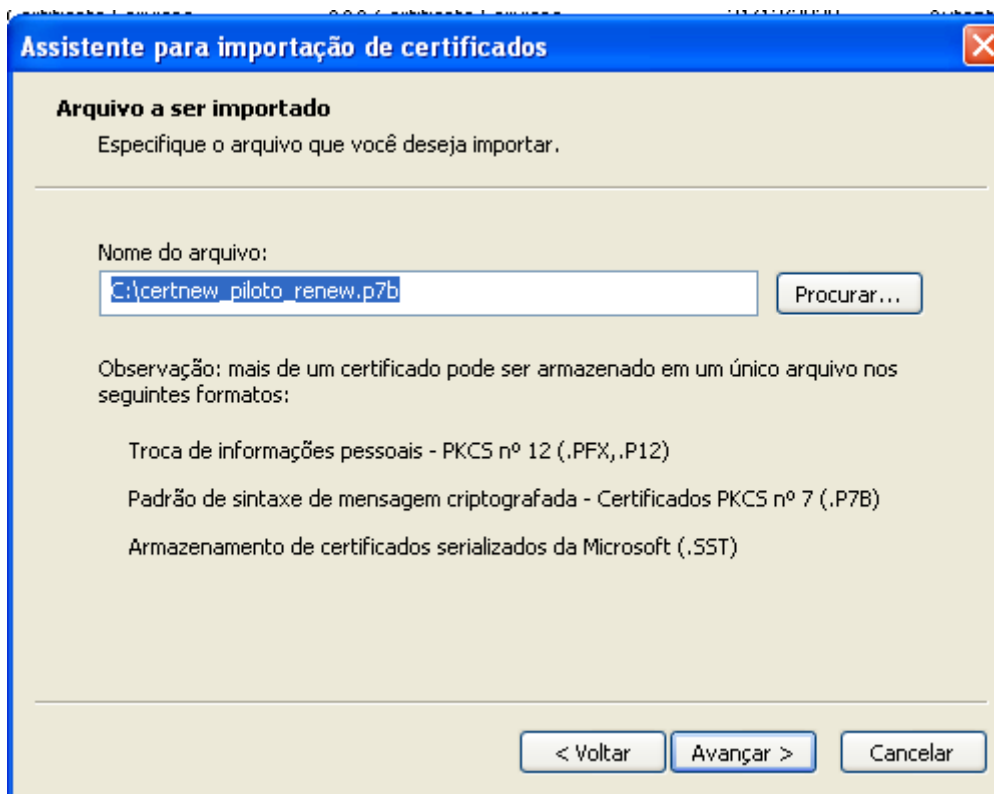 Assistente para importação de certificados
Arquivo a ser importado
Especifique o arquivo que você deseja importar.
Nome do arquivo:
C:\certnew_piloto_renew.p7b
Procurar...
Observação: mais de um certificado pode ser armazenado em um único arquivo nos
seguintes formatos:
Troca de informações pessoais - PKCS nº 12 (.PFX,.P12)
Padrão de sintaxe de mensagem criptografada - Certificados PKCS nº 7 (.P7B)
Armazenamento de certificados serializados da Microsoft (.SST)
< Voltar
Avançar >
Cancelar